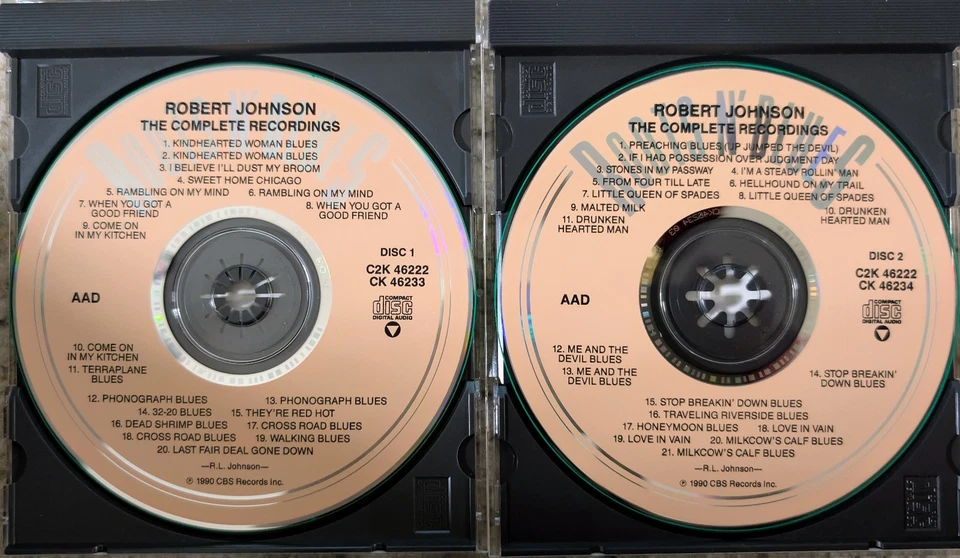 ROBERT JOHNSON
THE COMPLETE RECORDINGS
1. KINDHEARTED WOMAN BLUES
2. KINDHEARTED WOMAN BLUES
3. I BELIEVE I'LL DUST MY BROOM
4. SWEET HOME CHICAGO
5. RAMBLING ON MY MIND 6. RAMBLING ON MY MIND
7. WHEN YOU GOT A
GOOD FRIEND
8. WHEN YOU GOT A
GOOD FRIEND
9. COME ON
IN MY KITCHEN
DISC 1
C2K 46222
CK 46233
AAD
COMPACT
disc
DIGITAL AUDIO
10. COME ON
IN MY KITCHEN
11. TERRAPLANE
BLUES
12. PHONOGRAPH BLUES 13. PHONOGRAPH BLUES
14. 32-20 BLUES 15. THEY'RE RED HOT
16. DEAD SHRIMP BLUES 17. CROSS ROAD BLUES
18. CROSS ROAD BLUES 19. WALKING BLUES
20. LAST FAIR DEAL GONE DOWN
—R.L. Johnson—
℗ 1990 CBS Records Inc.
ROOTS N' BLUES
ROBERT JOHNSON
THE COMPLETE RECORDINGS
1. PREACHING BLUES (UP JUMPED THE DEVIL)
2. IF I HAD POSSESSION OVER JUDGMENT DAY
3. STONES IN MY PASSWAY 4. I'M A STEADY ROLLIN' MAN
5. FROM FOUR TILL LATE 6. HELLHOUND ON MY TRAIL
7. LITTLE QUEEN OF SPADES 8. LITTLE QUEEN OF SPADES
9. MALTED MILK
10. DRUNKEN
HEARTED MAN
11. DRUNKEN
HEARTED MAN
DISC 2
C2K 46222
CK 46234
AAD
COMPACT
disc
DIGITAL AUDIO
12. ME AND THE
DEVIL BLUES
13. ME AND THE
DEVIL BLUES
14. STOP BREAKIN'
DOWN BLUES
15. STOP BREAKIN' DOWN BLUES
16. TRAVELING RIVERSIDE BLUES
17. HONEYMOON BLUES 18. LOVE IN VAIN
19. LOVE IN VAIN 20. MILKCOW'S CALF BLUES
21. MILKCOW'S CALF BLUES
—R.L. Johnson—
℗ 1990 CBS Records Inc.